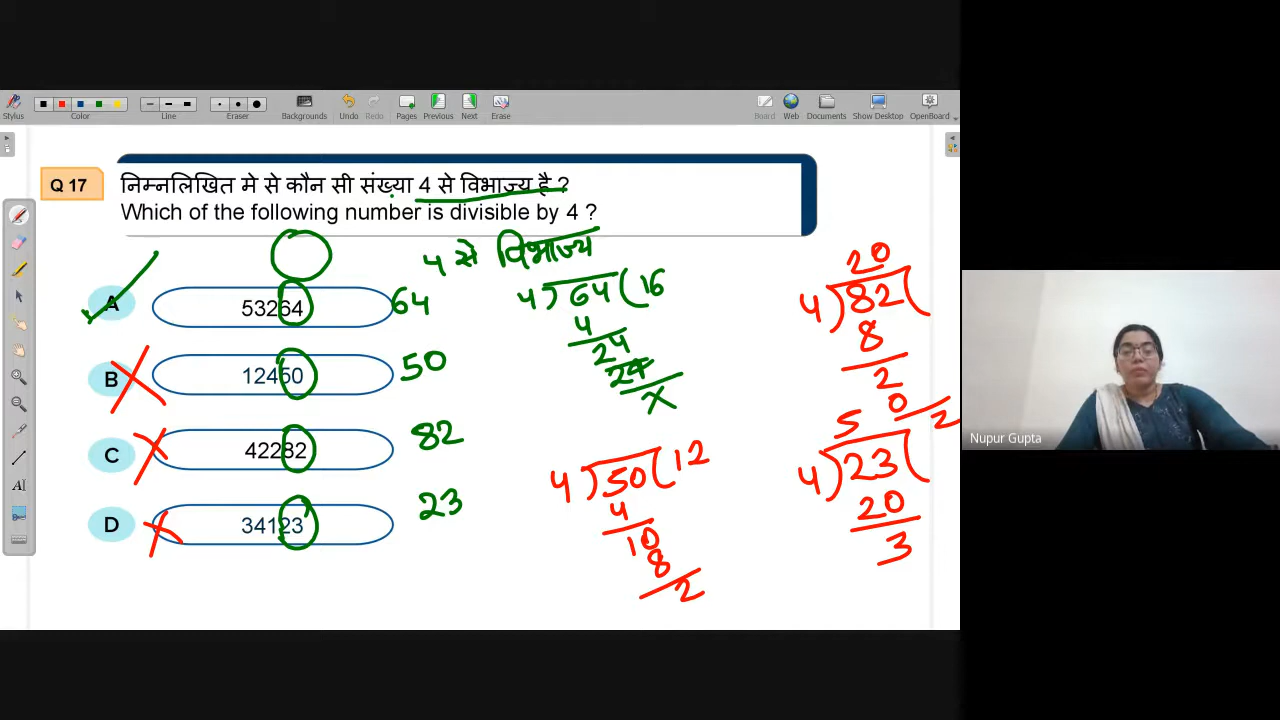 Stylus
Color
Line
Eraser
Backgrounds
Undo
Redo
Pages
Previous
Next
Erase
Board
Web
Documents
Show Desktop
OpenBoard
Q 17
निम्नलिखित मे से कौन सी संख्या 4 से विभाज्य है ?
Which of the following number is divisible by 4 ?
4 से विभाज्य
A
53264
64
B
12450
50
C
42282
82
D
34123
23
4)64(16
4
24
24
x
4)50(12
4
10
8
2
20
4)82(
8
2
0
2
5
4)23(
20
3
Nupur Gupta